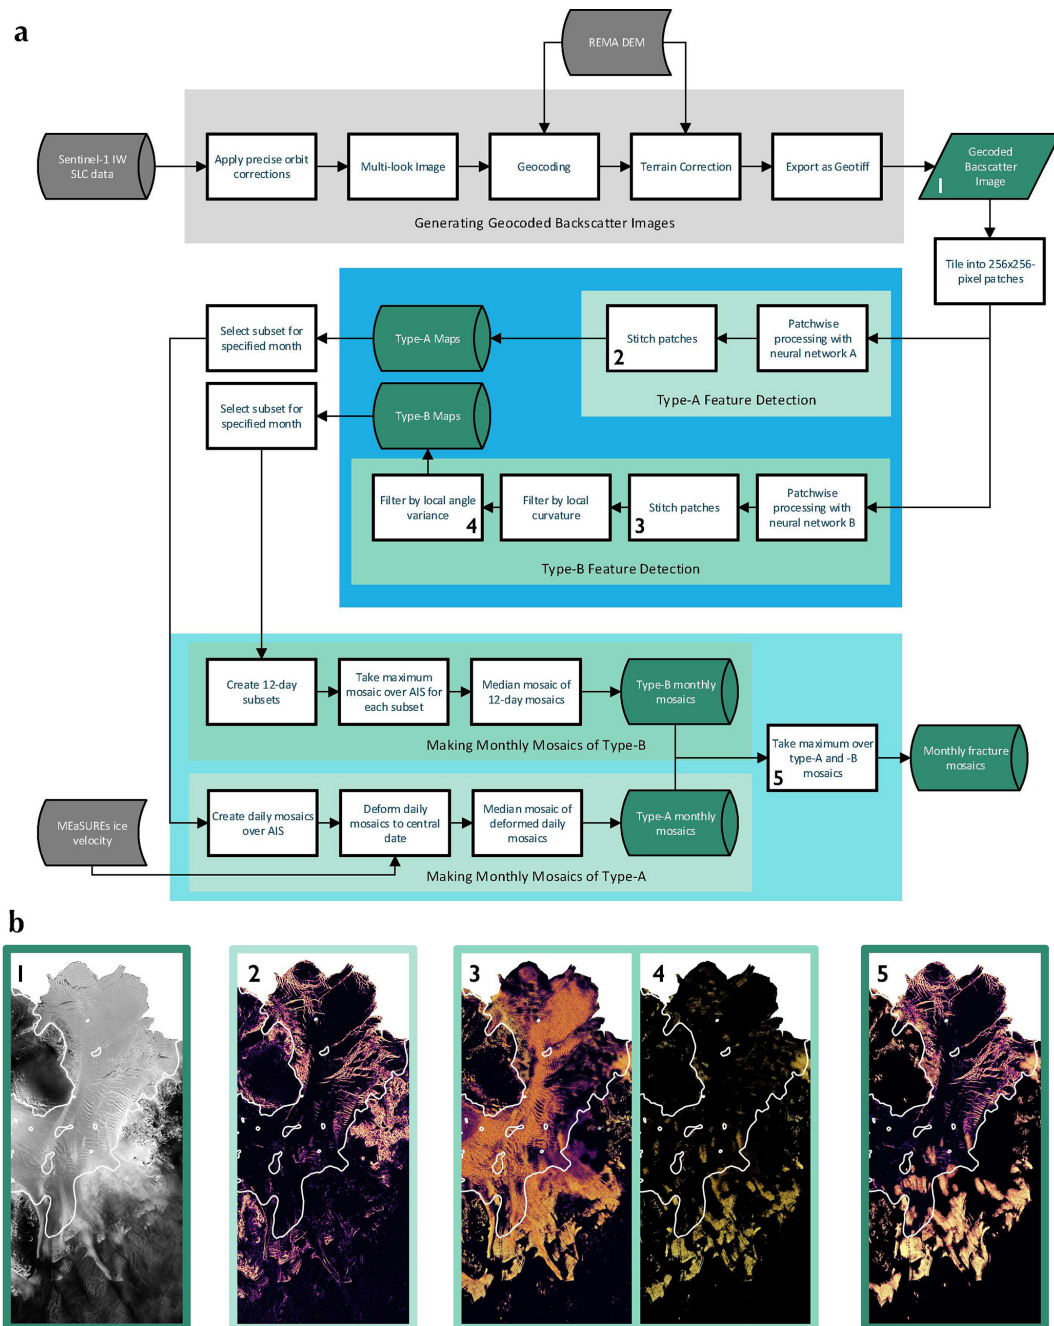 a
REMA DEM
Sentinel-1 IW
SLC data
Apply precise orbit
corrections
Multi-look Image
Geocoding
Terrain Correction
Export as Geotiff
Gecoded
Bacscatter
Image
1
Generating Geocoded Backscatter Images
Tile into 256x256-
pixel patches
Select subset for
specified month
Type-A Maps
Stitch patches
2
Patchwise
processing with
neural network A
Type-A Feature Detection
Select subset for
specified month
Type-B Maps
Filter by local angle
variance
4
Filter by local
curvature
Stitch patches
3
Patchwise
processing with
neural network B
Type-B Feature Detection
Create 12-day
subsets
Take maximum
mosaic over AIS for
each subset
Median mosaic of
12-day mosaics
Type-B monthly
mosaics
Making Monthly Mosaics of Type-B
Take maximum over
type-A and -B
mosaics
5
Monthly fracture
mosaics
MEaSUREs ice
velocity
Create daily mosaics
over AIS
Deform daily
mosaics to central
date
Median mosaic of
deformed daily
mosaics
Type-A monthly
mosaics
Making Monthly Mosaics of Type-A
b
1
2
3
4
5